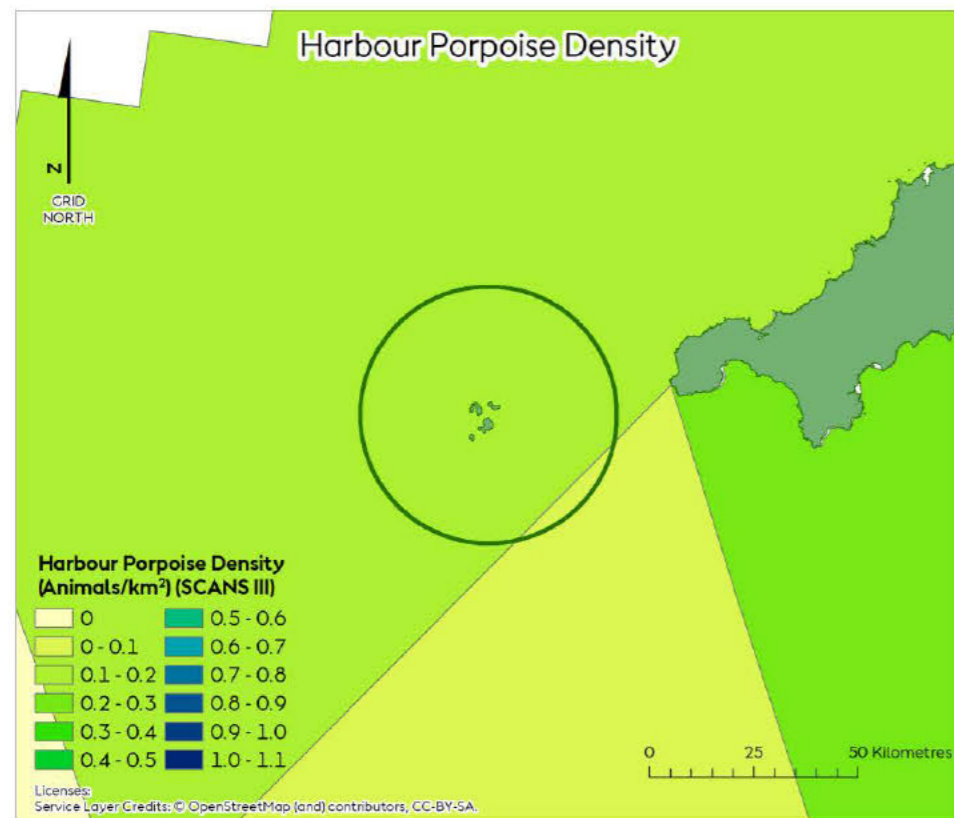 Harbour Porpoise Density
N
GRID
NORTH
Harbour Porpoise Density
(Animals/km²) (SCANS III)
0
0 - 0.1
0.1 - 0.2
0.2 - 0.3
0.3 - 0.4
0.4 - 0.5
0.5 - 0.6
0.6 - 0.7
0.7 - 0.8
0.8 - 0.9
0.9 - 1.0
1.0 - 1.1
0 25 50 Kilometres
Licenses:
Service Layer Credits: © OpenStreetMap (and) contributors, CC-BY-SA.